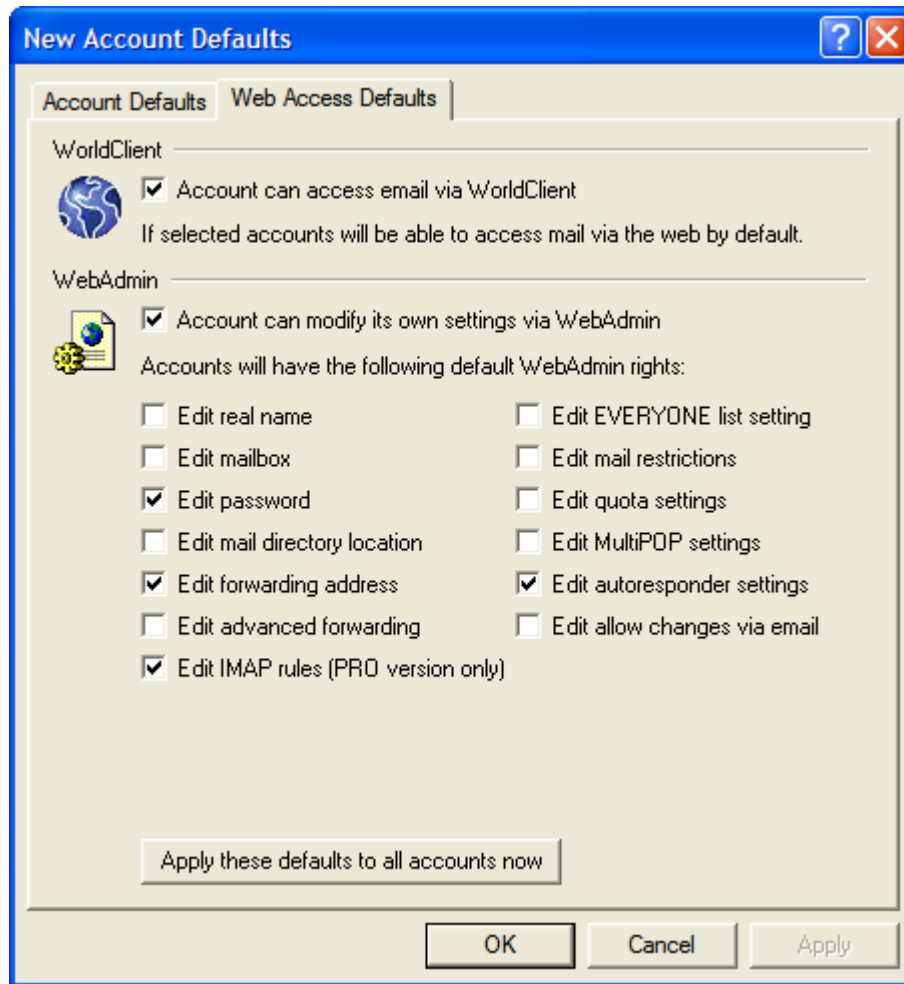 New Account Defaults
Account Defaults
Web Access Defaults
WorldClient
Account can access email via WorldClient
If selected accounts will be able to access mail via the web by default.
WebAdmin
Account can modify its own settings via WebAdmin
Accounts will have the following default WebAdmin rights:
Edit real name
Edit EVERYONE list setting
Edit mailbox
Edit mail restrictions
Edit password
Edit quota settings
Edit mail directory location
Edit MultiPOP settings
Edit forwarding address
Edit autoresponder settings
Edit advanced forwarding
Edit allow changes via email
Edit IMAP rules (PRO version only)
Apply these defaults to all accounts now
OK
Cancel
Apply